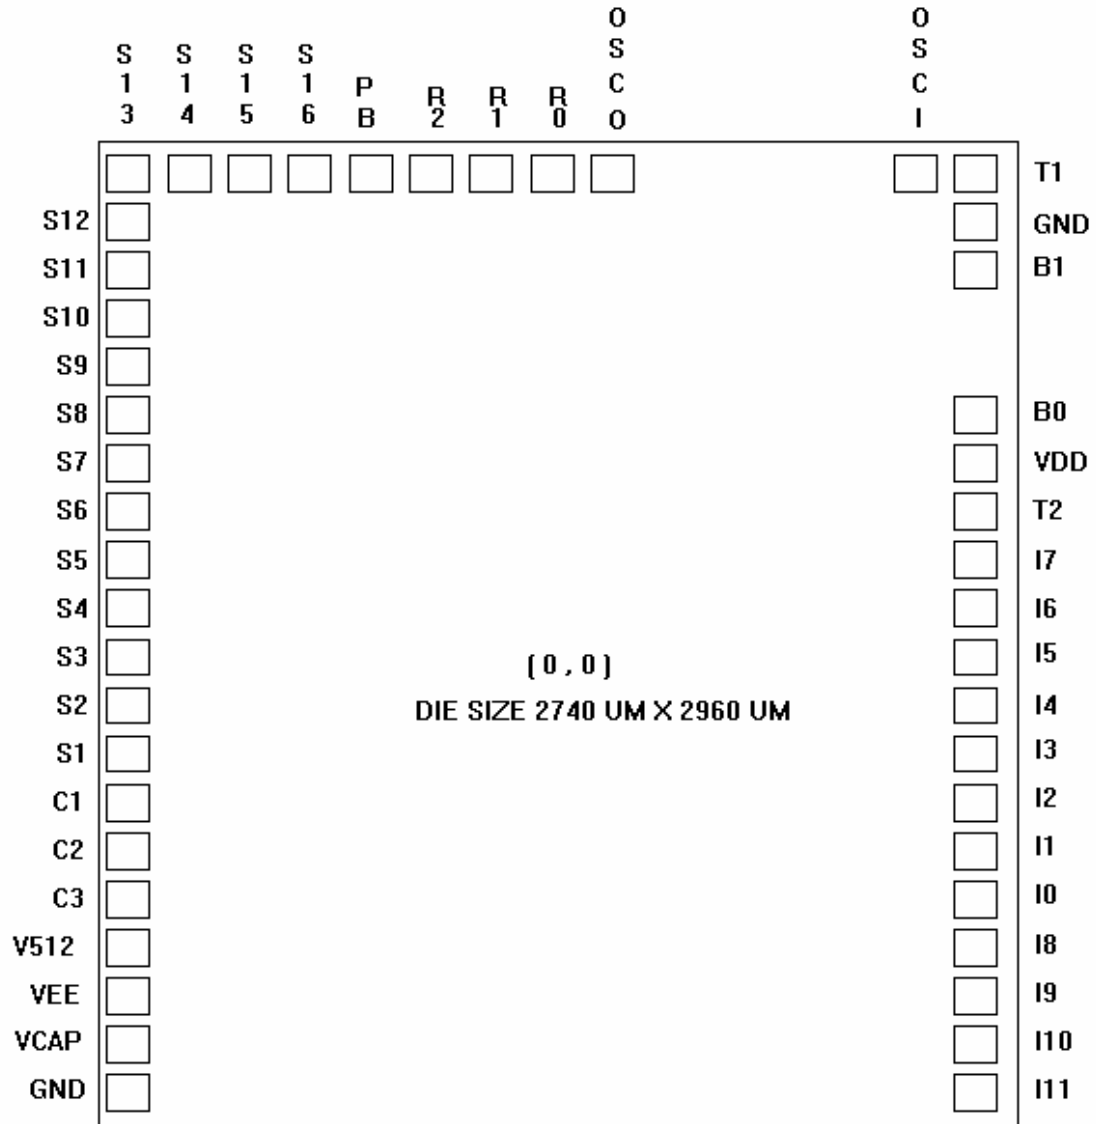 S13 S14 S15 S16 PB R2 R1 R0 OSCO OSCI
T1
S12 GND
S11 B1
S10
S9
S8 B0
S7 VDD
S6 T2
S5 I7
S4 I6
S3 (0,0) I5
S2 DIE SIZE 2740 UM X 2960 UM I4
S1 I3
C1 I2
C2 I1
C3 I0
V512 I8
VEE I9
VCAP I10
GND I11